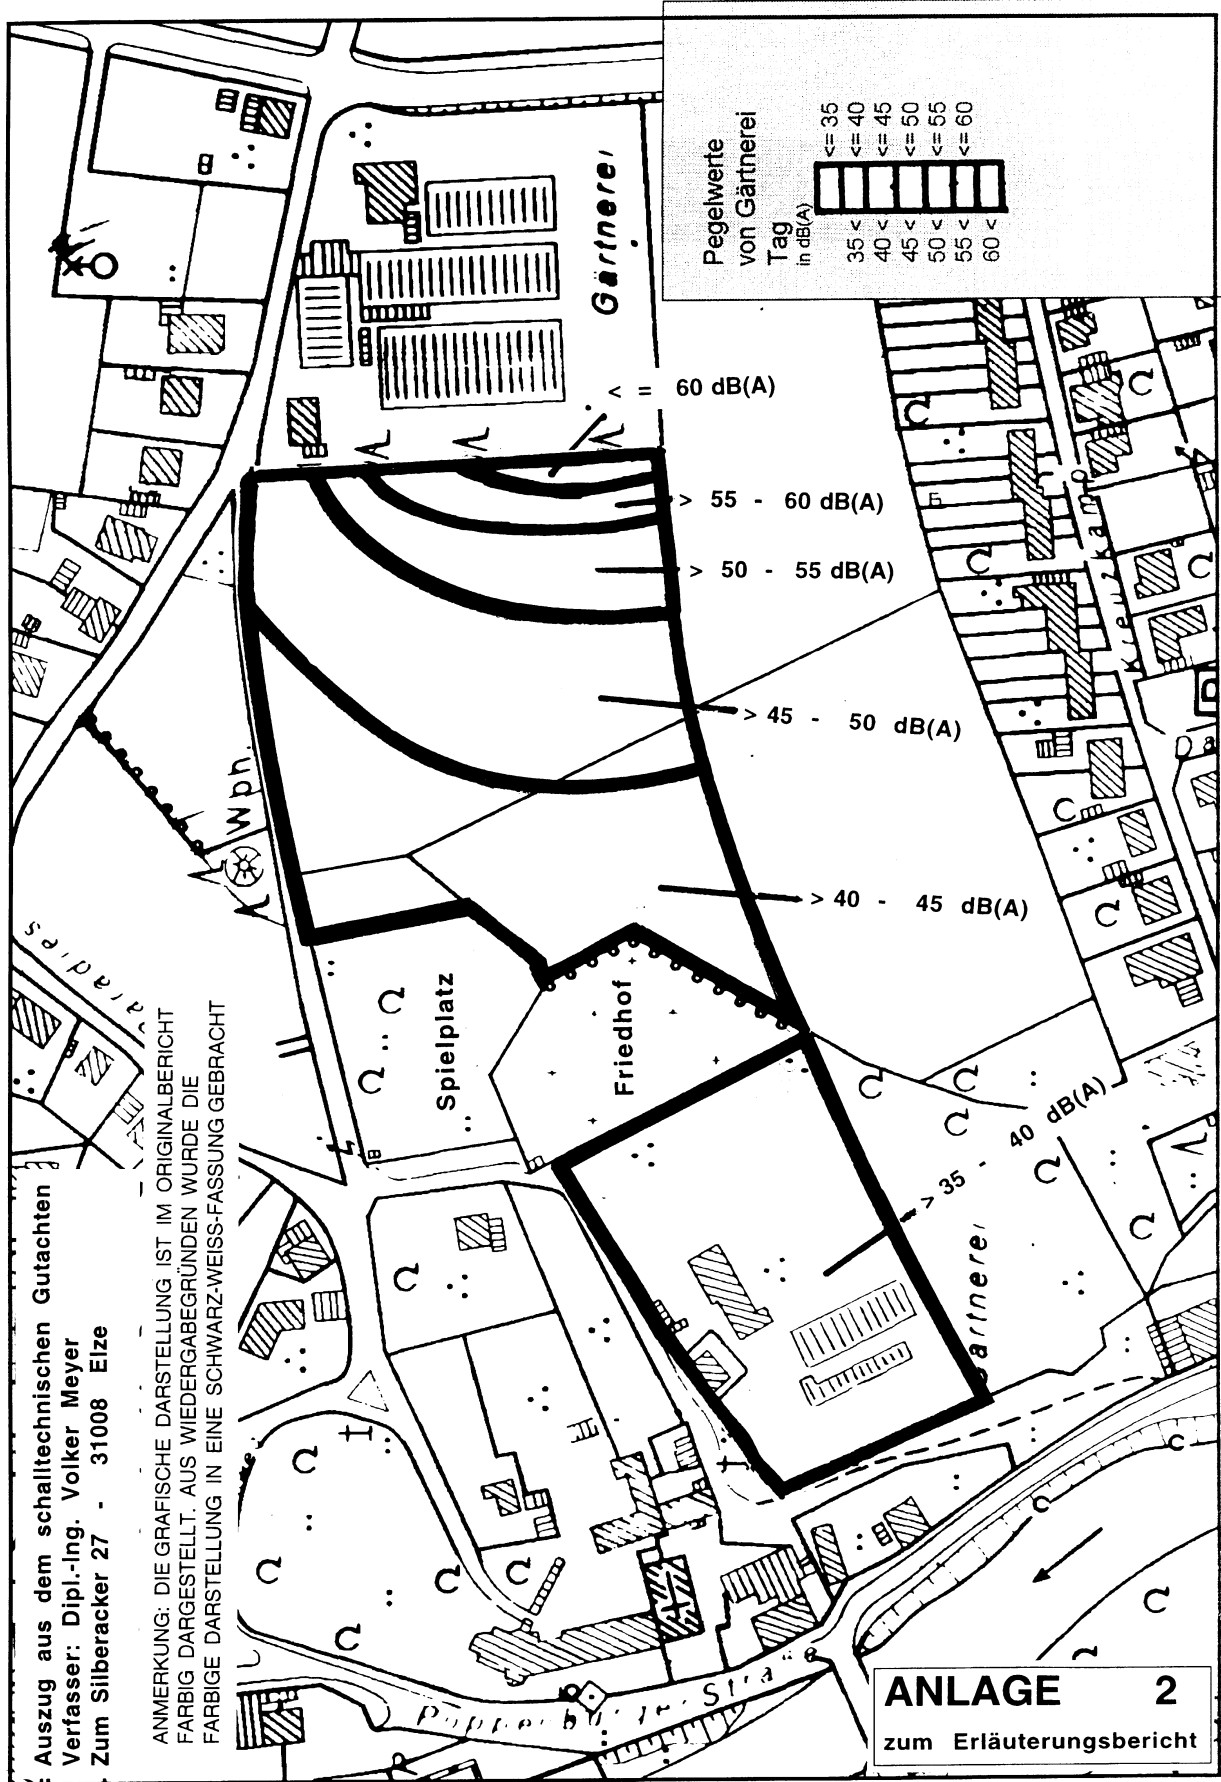 Pegelwerte
von Gärtnerei
Tag
in dB(A)
<= 35
35 < <= 40
40 < <= 45
45 < <= 50
50 < <= 55
55 < <= 60
60 <
Gärtnerei
< = 60 dB(A)
> 55 - 60 dB(A)
> 50 - 55 dB(A)
> 45 - 50 dB(A)
> 40 - 45 dB(A)
> 35 - 40 dB(A)
Wph.
Spielplatz
Friedhof
Auszug aus dem schalltechnischen Gutachten
Verfasser: Dipl.-Ing. Volker Meyer
Zum Silberacker 27 - 31008 Elze
ANMERKUNG: DIE GRAFISCHE DARSTELLUNG IST IM ORIGINALBERICHT
FARBIG DARGESTELLT. AUS WIEDERGABEGRÜNDEN WURDE DIE
FARBIGE DARSTELLUNG IN EINE SCHWARZ-WEISS-FASSUNG GEBRACHT
ANLAGE 2
zum Erläuterungsbericht